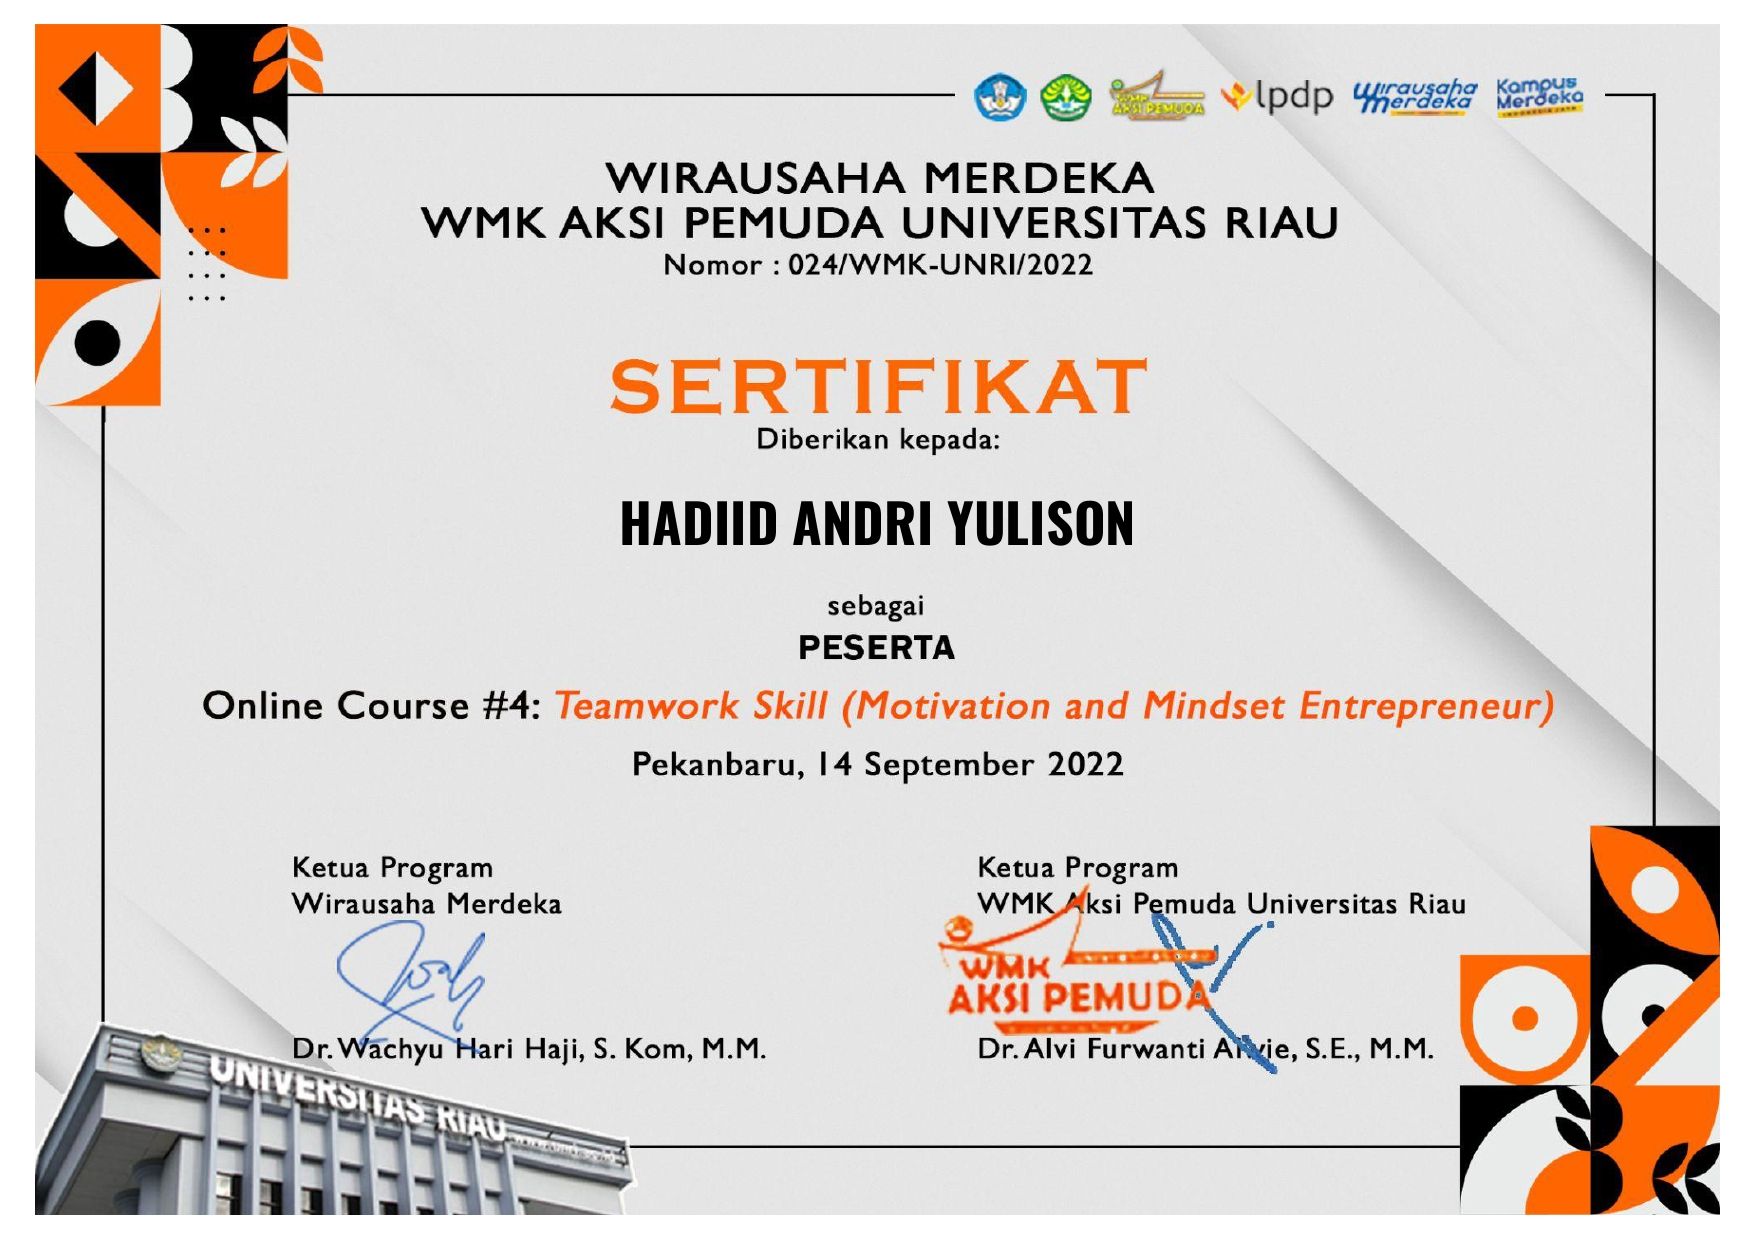 WMK
AKSI PEMUDA
lpdp
Wirausaha
Merdeka
Kampus
Merdeka
INDONESIA JAYA
WIRAUSAHA MERDEKA
WMK AKSI PEMUDA UNIVERSITAS RIAU
Nomor : 024/WMK-UNRI/2022
SERTIFIKAT
Diberikan kepada:
HADIID ANDRI YULISON
sebagai
PESERTA
Online Course #4: Teamwork Skill (Motivation and Mindset Entrepreneur)
Pekanbaru, 14 September 2022
Ketua Program
Wirausaha Merdeka
Dr. Wachyu Hari Haji, S. Kom, M.M.
Ketua Program
WMK Aksi Pemuda Universitas Riau
WMK
AKSI PEMUDA
Dr. Alvi Furwanti Alwie, S.E., M.M.
UNIVERSITAS RIAU